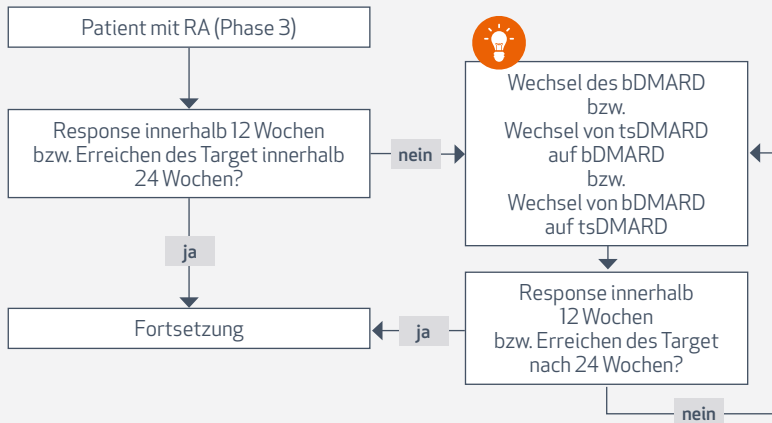 Patient mit RA (Phase 3)
Response innerhalb 12 Wochen
bzw. Erreichen des Target innerhalb
24 Wochen?
nein
Wechsel des bDMARD
bzw.
Wechsel von tsDMARD
auf bDMARD
bzw.
Wechsel von bDMARD
auf tsDMARD
ja
Fortsetzung
ja
Response innerhalb
12 Wochen
bzw. Erreichen des Target
nach 24 Wochen?
nein